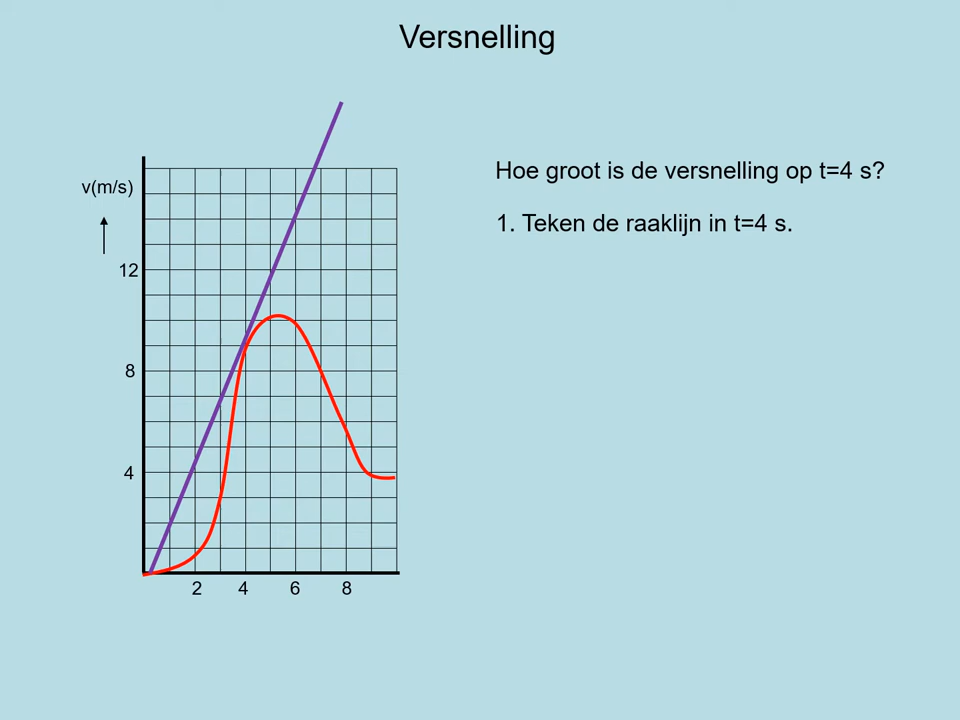 Versnelling
v(m/s)
Hoe groot is de versnelling op t=4 s?
1. Teken de raaklijn in t=4 s.
12
8
4
2 4 6 8